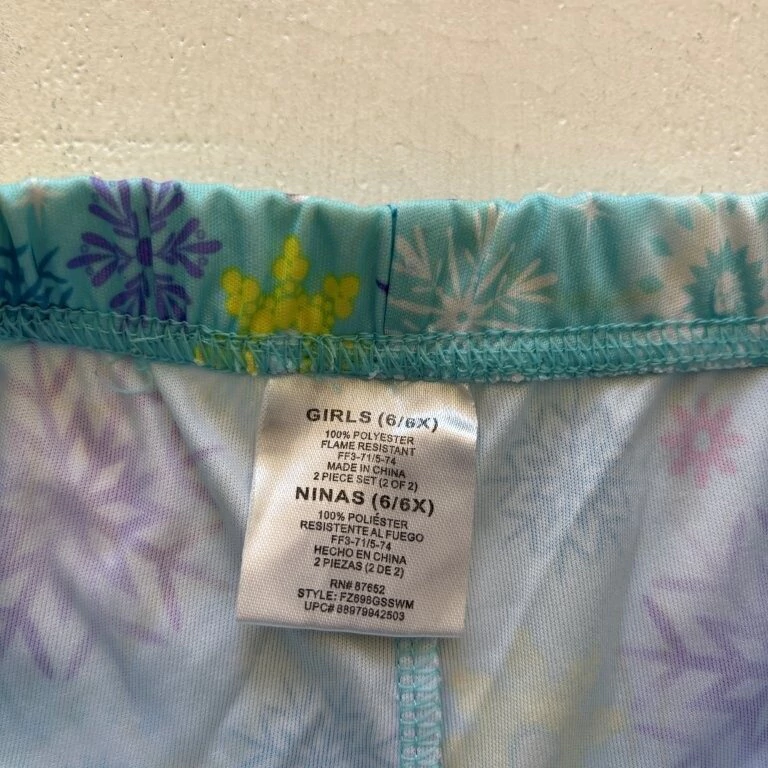 GIRLS (6/6X)
100% POLYESTER
FLAME RESISTANT
FF3-71/5-74
MADE IN CHINA
2 PIECE SET (2 OF 2)
NINAS (6/6X)
100% POLIÉSTER
RESISTENTE AL FUEGO
FF3-71/5-74
HECHO EN CHINA
2 PIEZAS (2 DE 2)
RN# 87652
STYLE: FZ698GSSWM
UPC# 88979942503